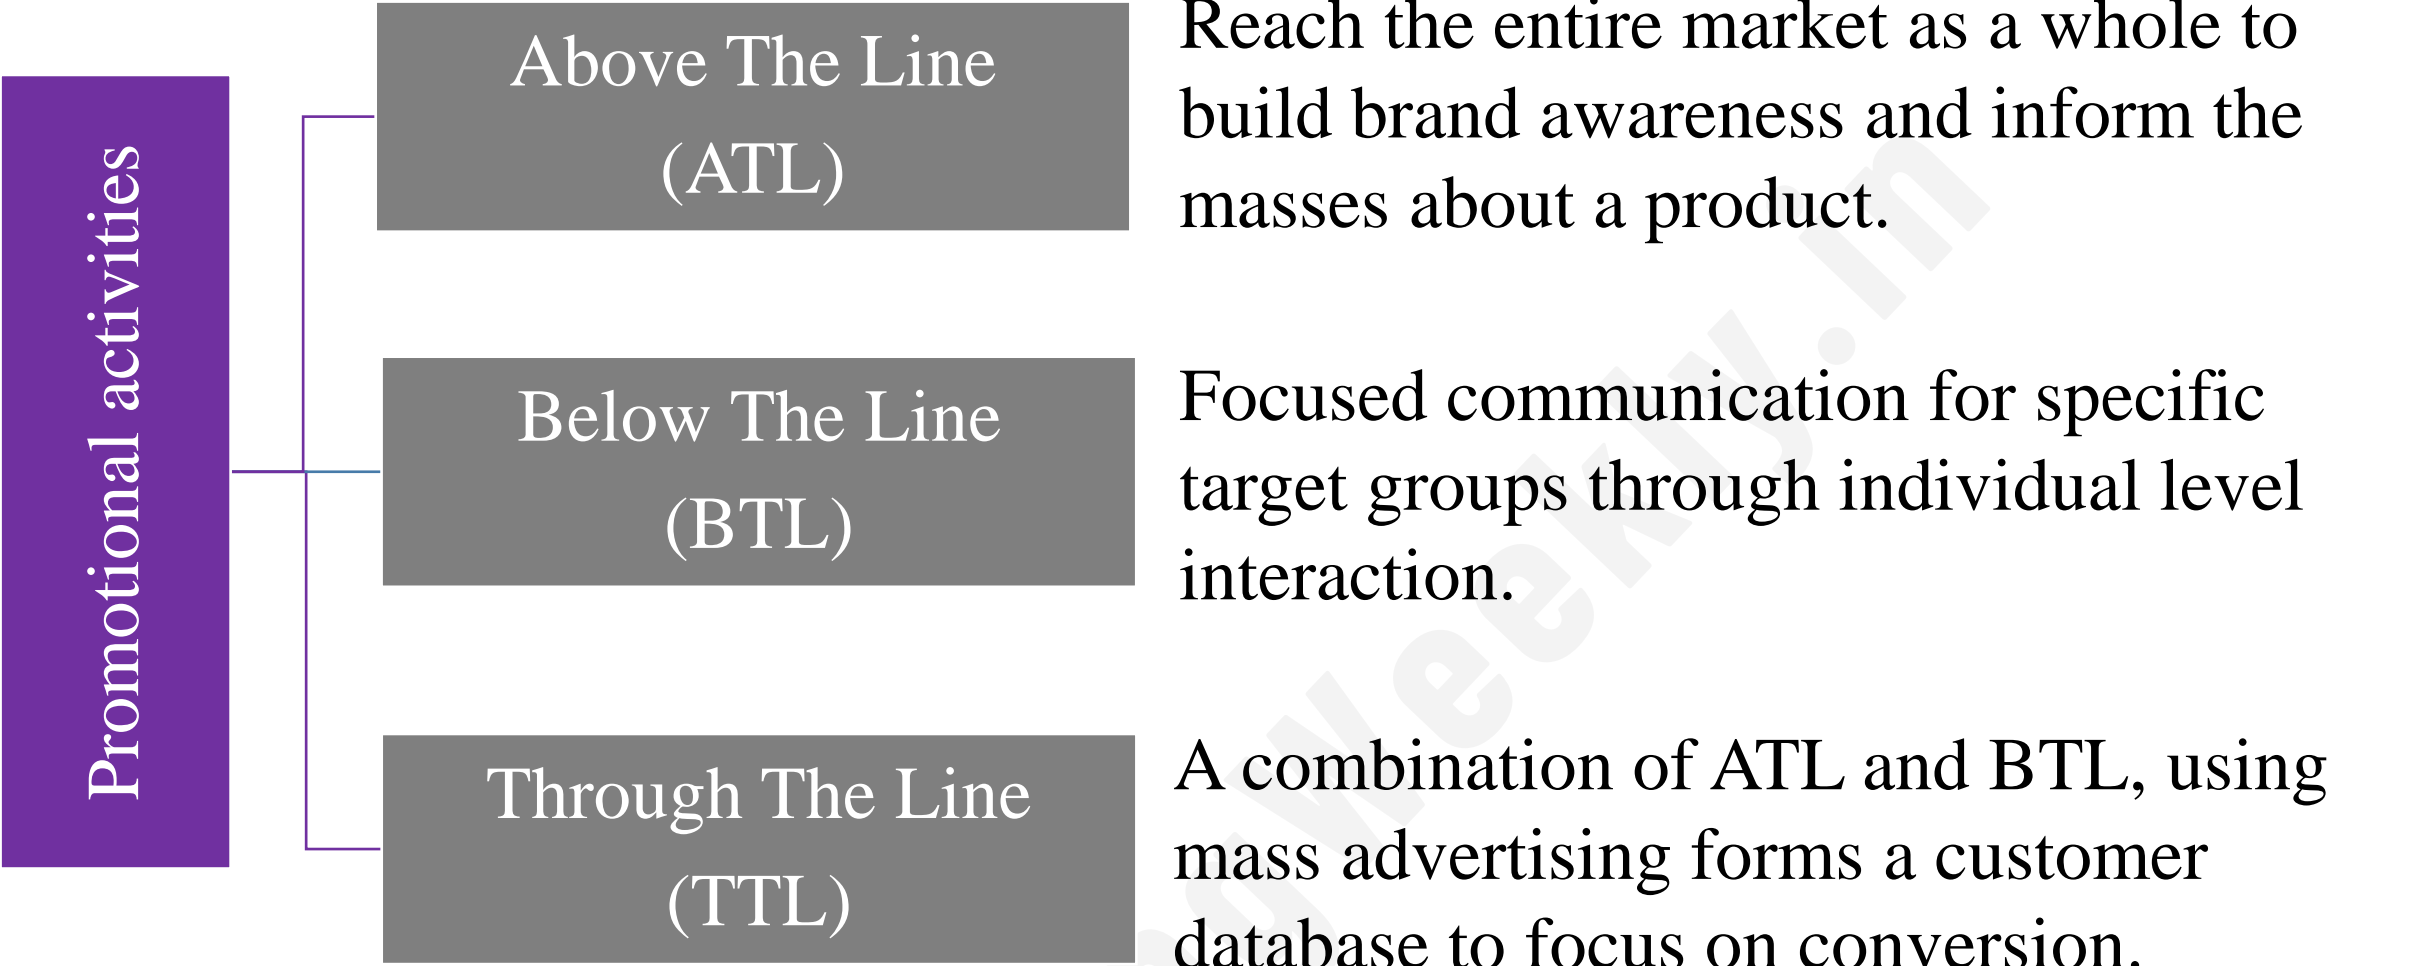 Promotional activities
Above The Line
(ATL)
Reach the entire market as a whole to
build brand awareness and inform the
masses about a product.
Below The Line
(BTL)
Focused communication for specific
target groups through individual level
interaction.
Through The Line
(TTL)
A combination of ATL and BTL, using
mass advertising forms a customer
database to focus on conversion.